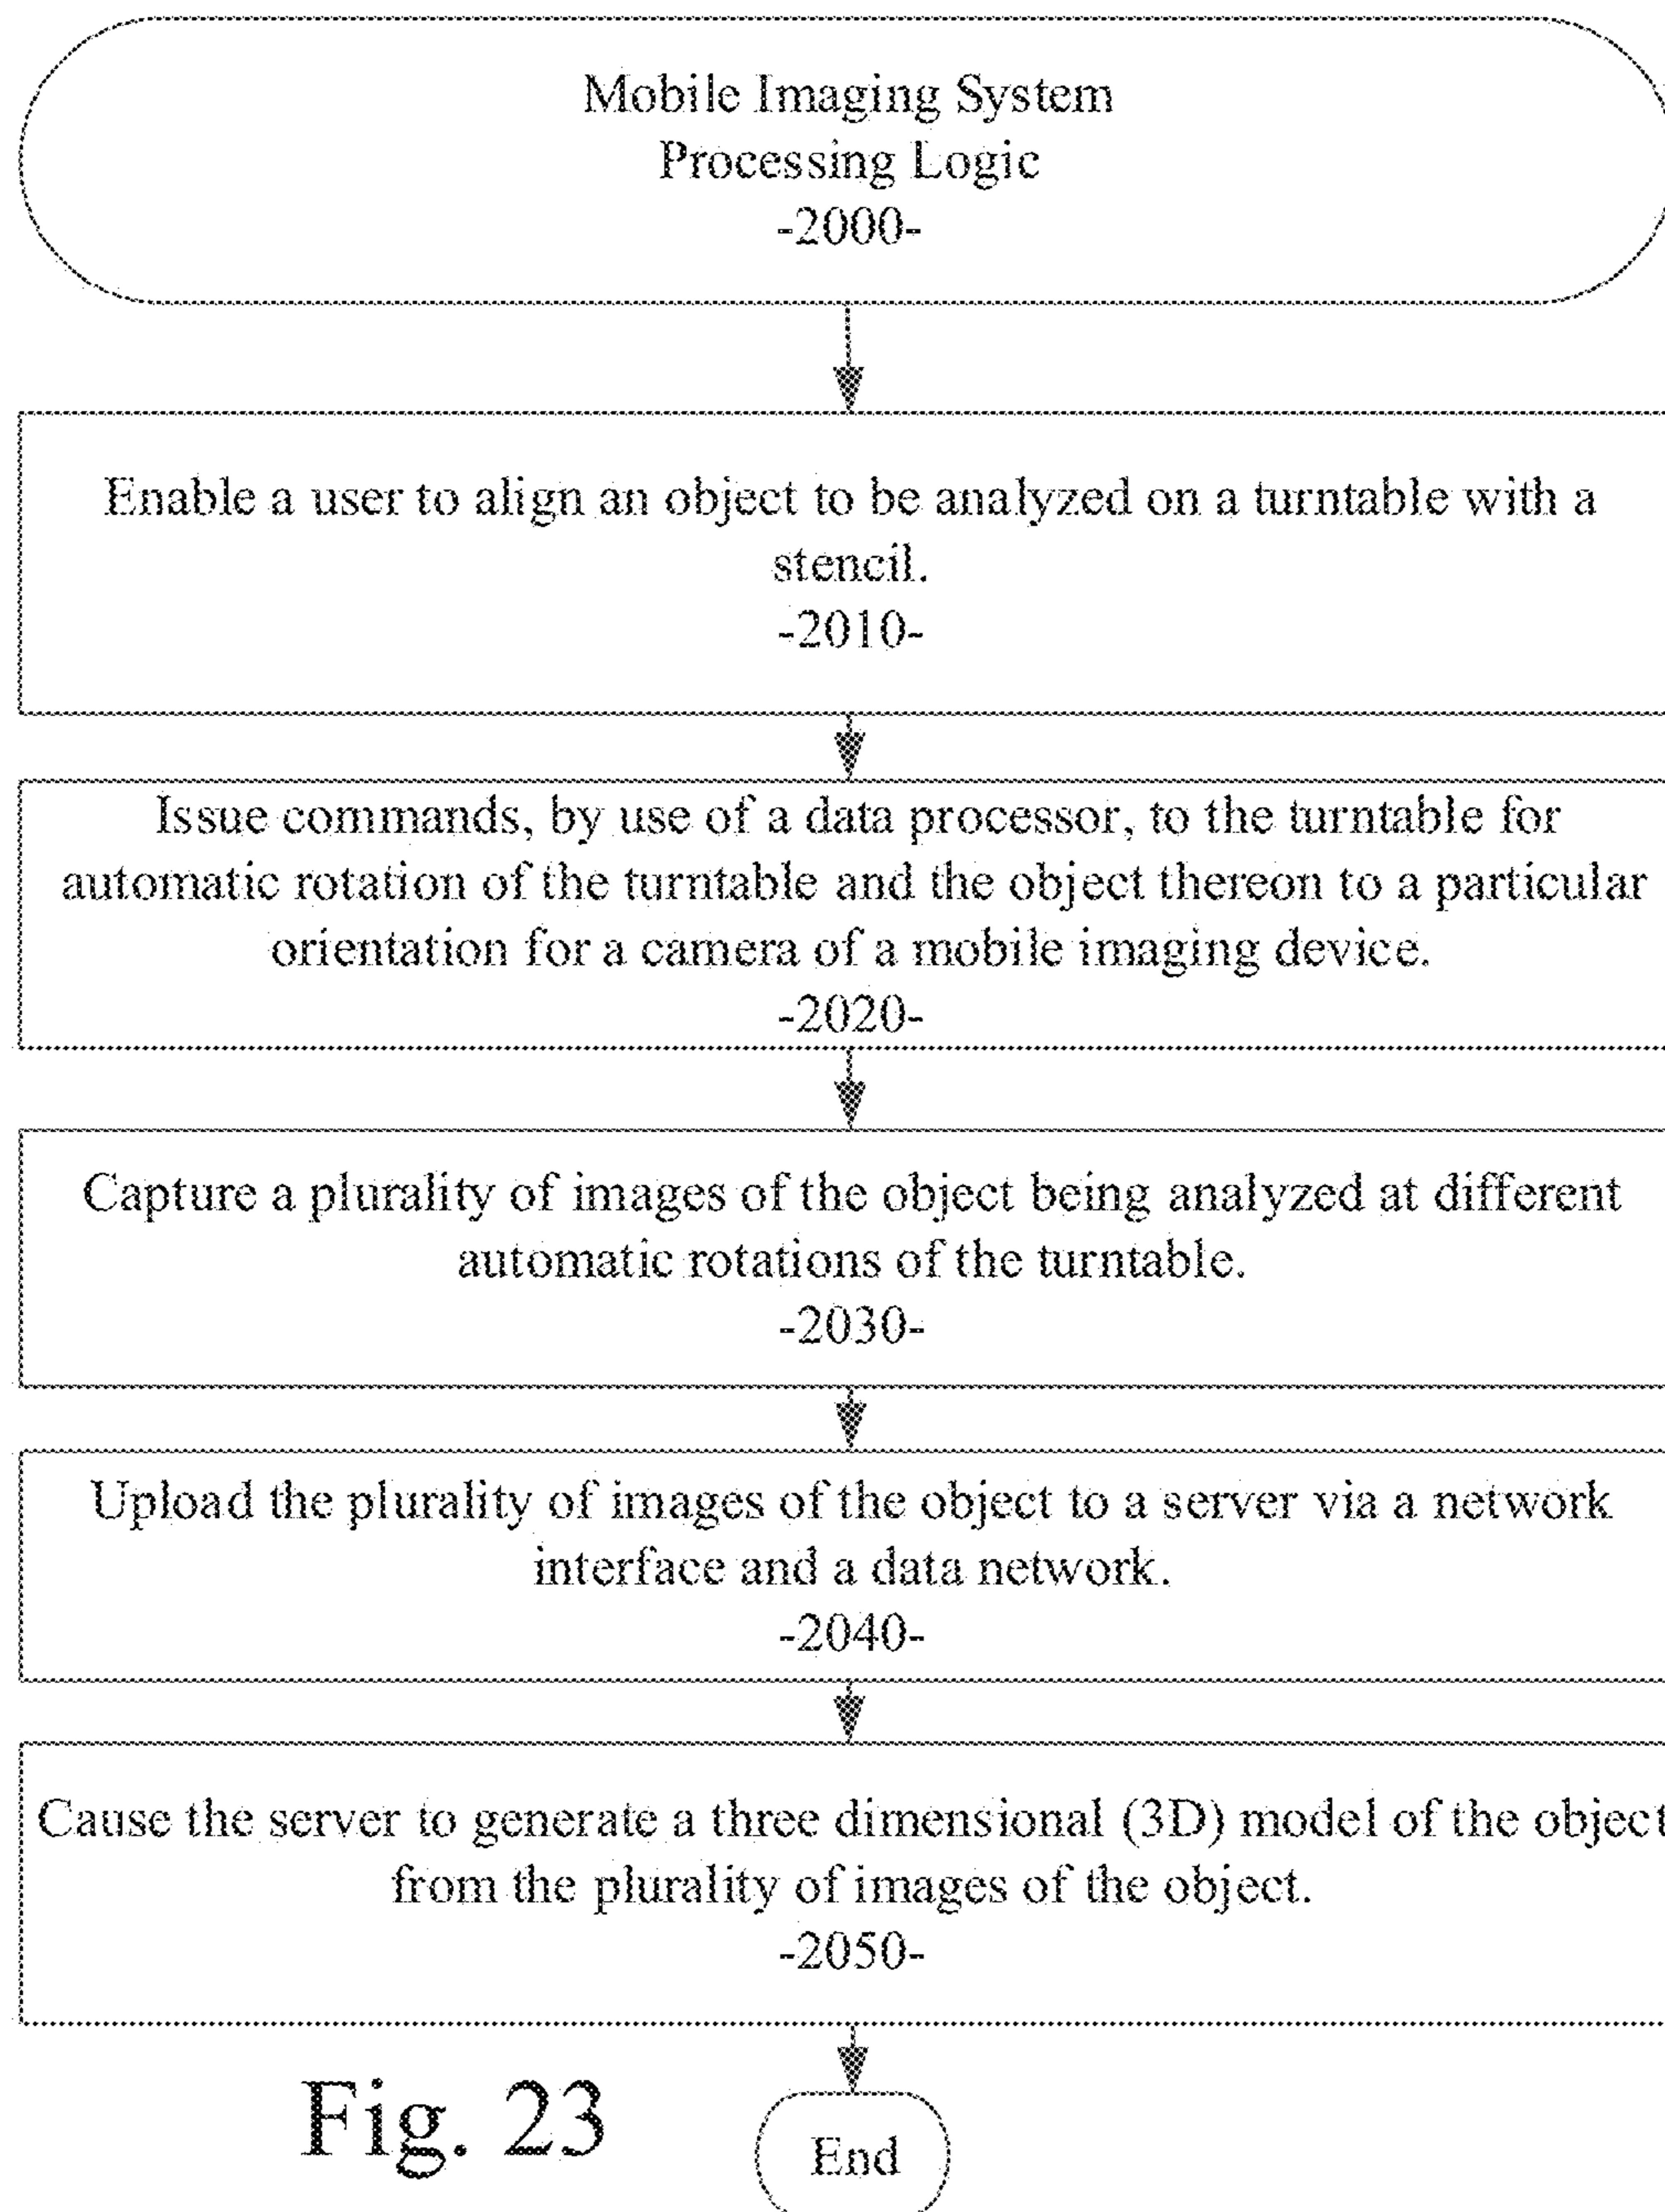 Mobile Imaging System
Processing Logic
-2000-
Enable a user to align an object to be analyzed on a turntable with a
stencil.
-2010-
Issue commands, by use of a data processor, to the turntable for
automatic rotation of the turntable and the object thereon to a particular
orientation for a camera of a mobile imaging device.
-2020-
Capture a plurality of images of the object being analyzed at different
automatic rotations of the turntable.
-2030-
Upload the plurality of images of the object to a server via a network
interface and a data network.
-2040-
Cause the server to generate a three dimensional (3D) model of the object
from the plurality of images of the object.
-2050-
Fig. 23
End